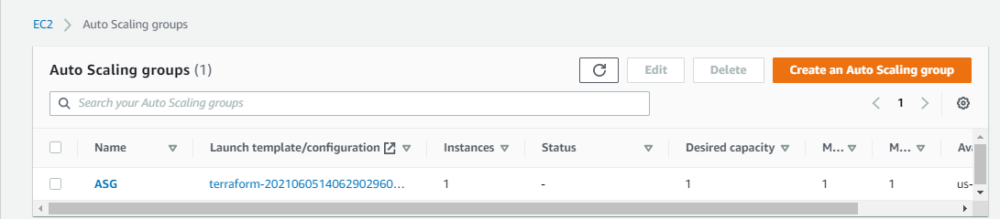 EC2 > Auto Scaling groups
Auto Scaling groups (1) Edit Delete Create an Auto Scaling group
Search your Auto Scaling groups 1
Name Launch template/configuration Instances Status Desired capacity M... M... Ava
ASG terraform-2021060514062902960... 1 - 1 1 1 us-